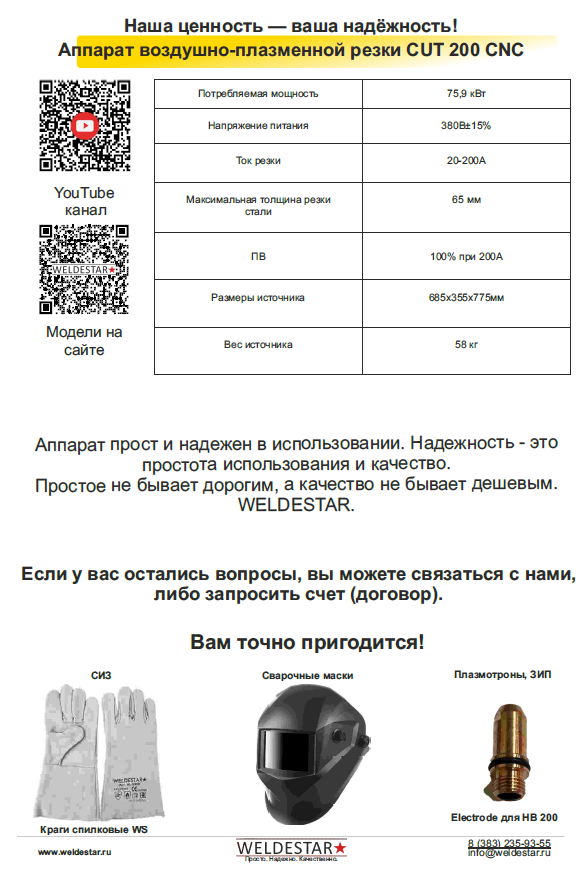 Наша ценность — ваша надёжность!
Аппарат воздушно-плазменной резки CUT 200 CNC
Потребляемая мощность
75,9 кВт
Напряжение питания
380В±15%
Ток резки
20-200А
YouTube
канал
Максимальная толщина резки
стали
65 мм
WELDESTAR
ПВ
100% при 200А
Размеры источника
685x355x775мм
Модели на
сайте
Вес источника
58 кг
Аппарат прост и надежен в использовании. Надежность - это
простота использования и качество.
Простое не бывает дорогим, а качество не бывает дешевым.
WELDESTAR.
Если у вас остались вопросы, вы можете связаться с нами,
либо запросить счет (договор).
Вам точно пригодится!
СИЗ
Сварочные маски
Плазмотроны, ЗИП
WELDESTAR
Краги спилковые WS
Electrode для HB 200
www.weldestar.ru
WELDESTAR
Просто. Надежно. Качественно.
8 (383) 235-93-55
info@weldestar.ru